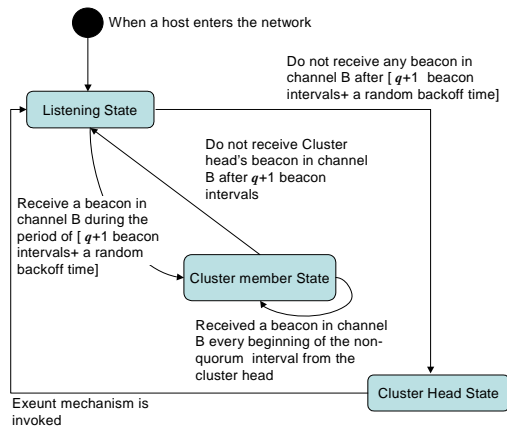 When a host enters the network
Do not receive any beacon in
channel B after [ q+1 beacon
intervals+ a random backoff time]
Listening State
Do not receive Cluster
head's beacon in channel
B after q+1 beacon
intervals
Receive a beacon in
channel B during the
period of [ q+1 beacon
intervals+ a random
backoff time]
Cluster member State
Received a beacon in channel
B every beginning of the non-
quorum interval from the
cluster head
Cluster Head State
Exeunt mechanism is
invoked